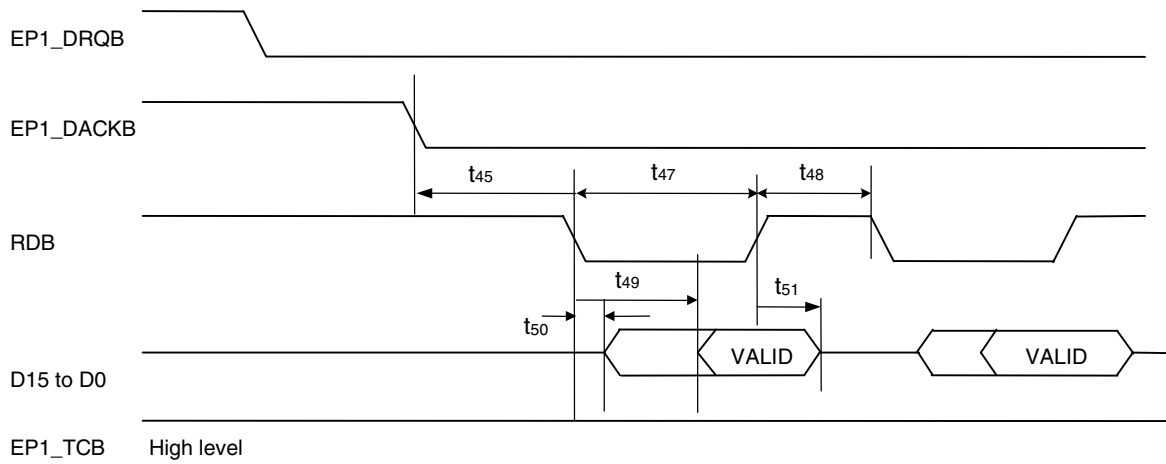 EP1_DRQB
EP1_DACKB
t45
t47
t48
RDB
t49
t51
t50
VALID
VALID
D15 to D0
EP1_TCB High level